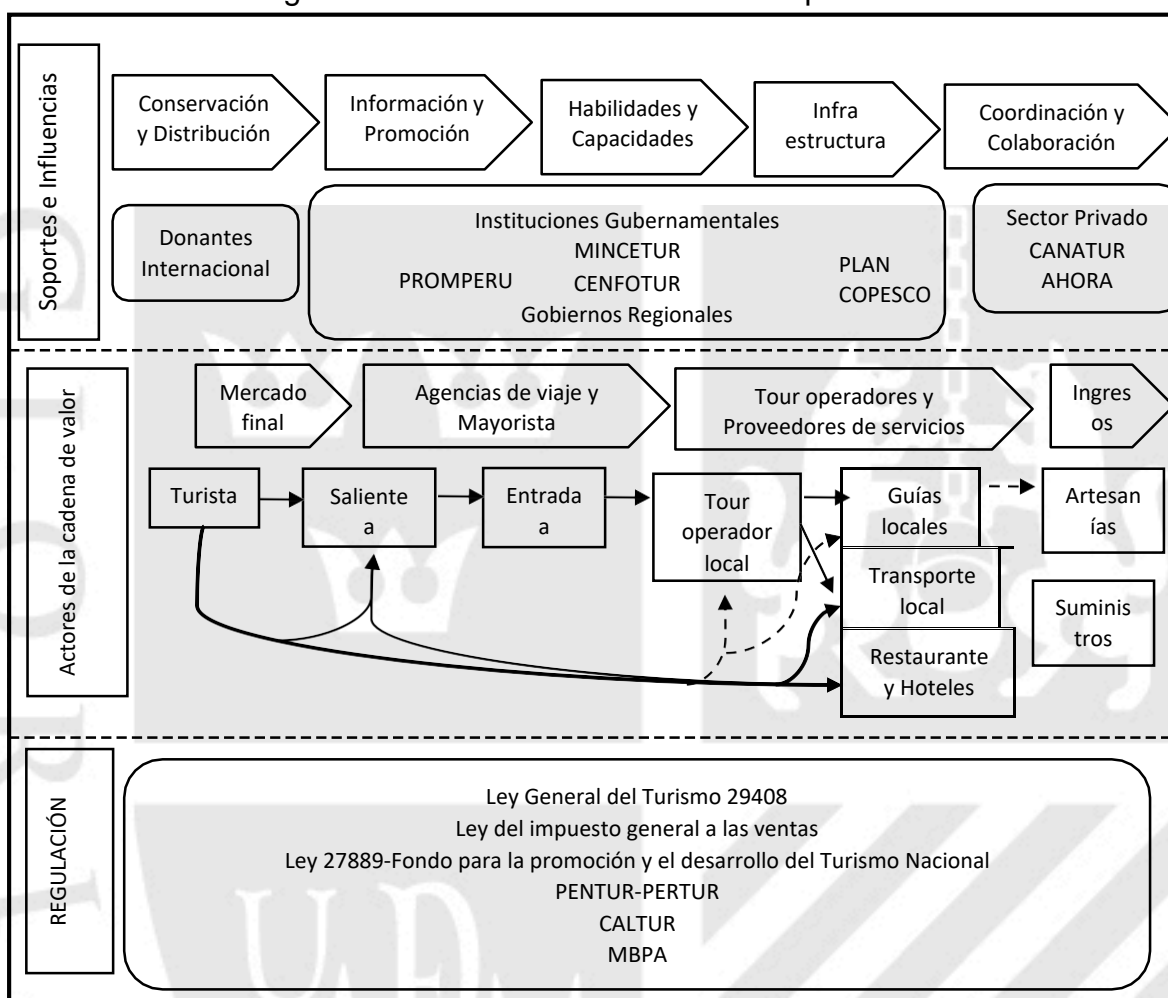 Soportes e Influencias
Conservación
y Distribución
Información y
Promoción
Habilidades y
Capacidades
Infra
estructura
Coordinación y
Colaboración
Donantes
Internacional
Instituciones Gubernamentales
MINCETUR
PROMPERU
CENFOTUR
PLAN
COPESCO
Gobiernos Regionales
Sector Privado
CANATUR
AHORA
Actores de la cadena de valor
Mercado
final
Agencias de viaje y
Mayorista
Tour operadores y
Proveedores de servicios
Ingres
os
Turista
Saliente
a
Entrada
a
Tour
operador
local
Guías
locales
Transporte
local
Restaurante
y Hoteles
Artesan
ías
Suminis
tros
REGULACIÓN
Ley General del Turismo 29408
Ley del impuesto general a las ventas
Ley 27889-Fondo para la promoción y el desarrollo del Turismo Nacional
PENTUR-PERTUR
CALTUR
MBPA